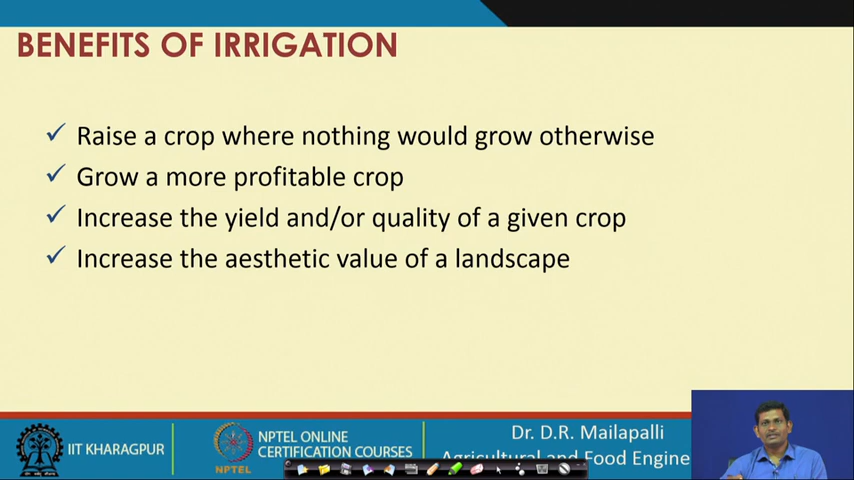 BENEFITS OF IRRIGATION
✓ Raise a crop where nothing would grow otherwise
✓ Grow a more profitable crop
✓ Increase the yield and/or quality of a given crop
✓ Increase the aesthetic value of a landscape
IIT KHARAGPUR
NPTEL
NPTEL ONLINE
CERTIFICATION COURSES
Dr. D.R. Mailapalli
Agricultural and Food Engine